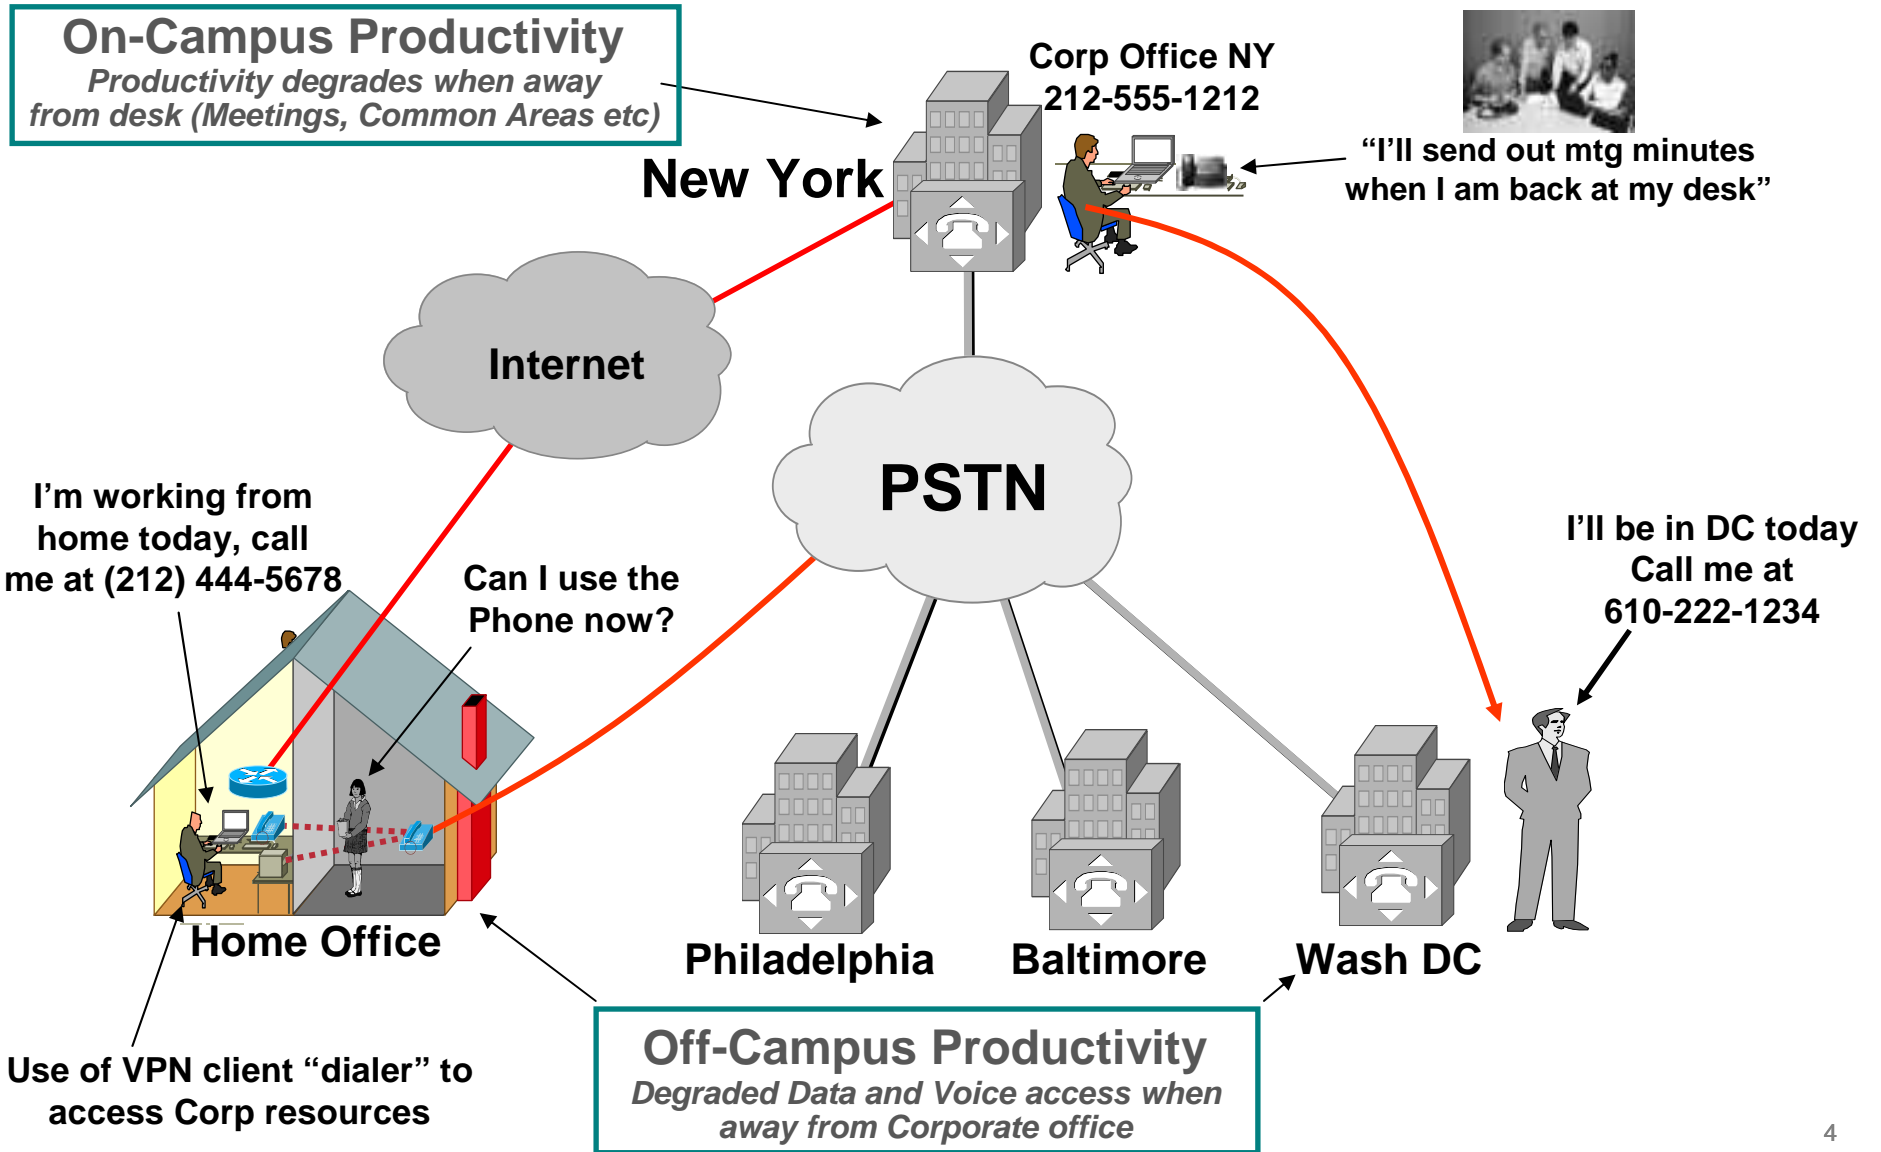 On-Campus Productivity
Productivity degrades when away
from desk (Meetings, Common Areas etc)
Corp Office NY
212-555-1212
“I’ll send out mtg minutes
when I am back at my desk”
New York
Internet
PSTN
I’m working from
home today, call
me at (212) 444-5678
Can I use the
Phone now?
I’ll be in DC today
Call me at
610-222-1234
Home Office
Philadelphia
Baltimore
Wash DC
Use of VPN client “dialer” to
access Corp resources
Off-Campus Productivity
Degraded Data and Voice access when
away from Corporate office
4